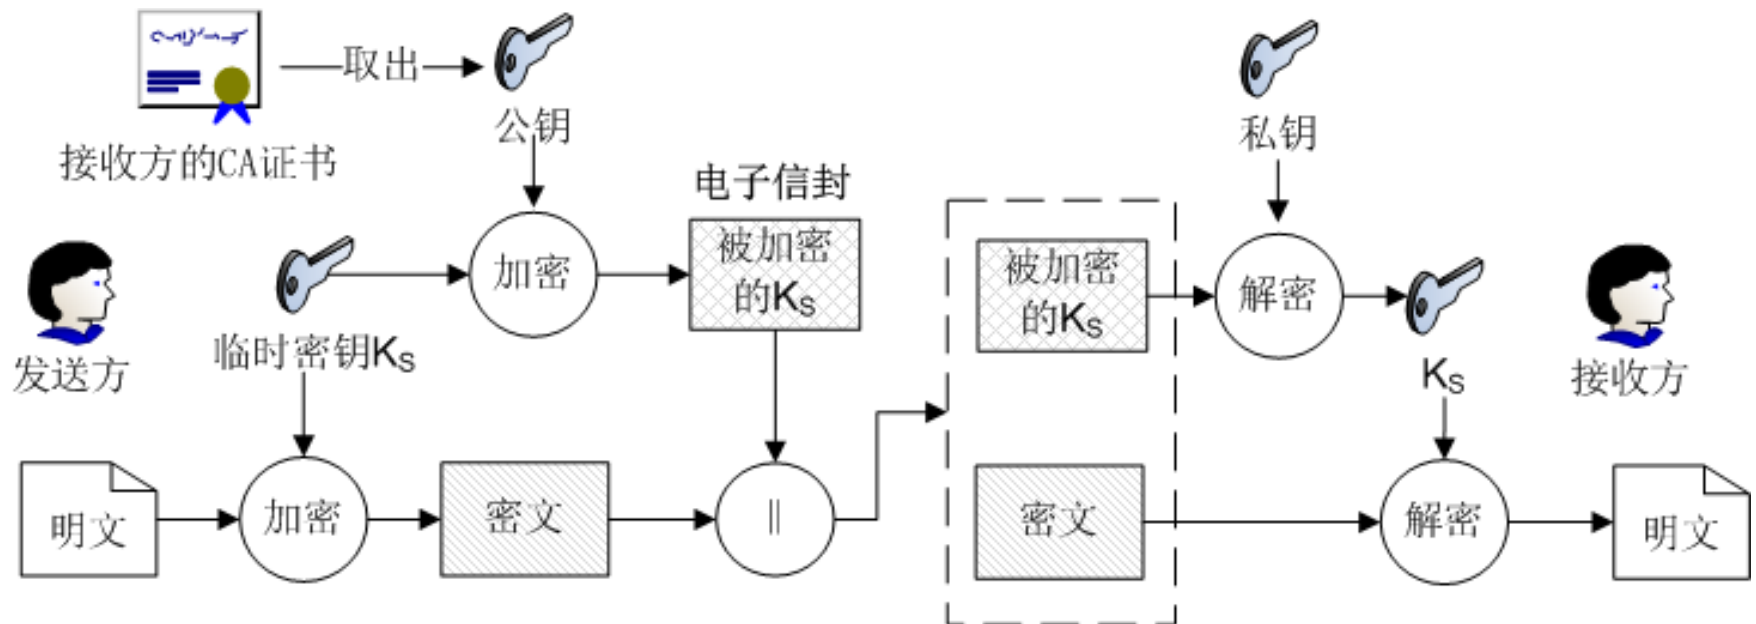 取出
公钥
私钥
接收方的CA证书
电子信封
加密
被加密
的KS
被加密
的KS
解密
临时密钥KS
发送方
KS
接收方
明文
加密
密文
||
密文
解密
明文